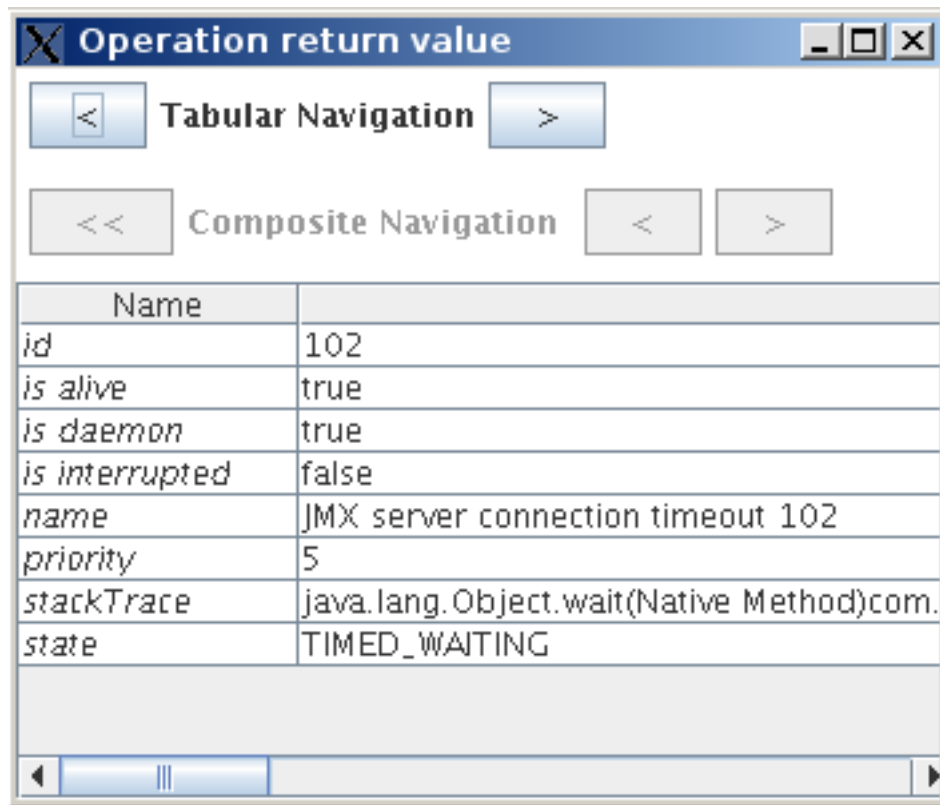 Operation return value
< Tabular Navigation >
<< Composite Navigation < >
Name
id 102
is alive true
is daemon true
is interrupted false
name JMX server connection timeout 102
priority 5
stackTrace java.lang.Object.wait(Native Method)com.
state TIMED_WAITING